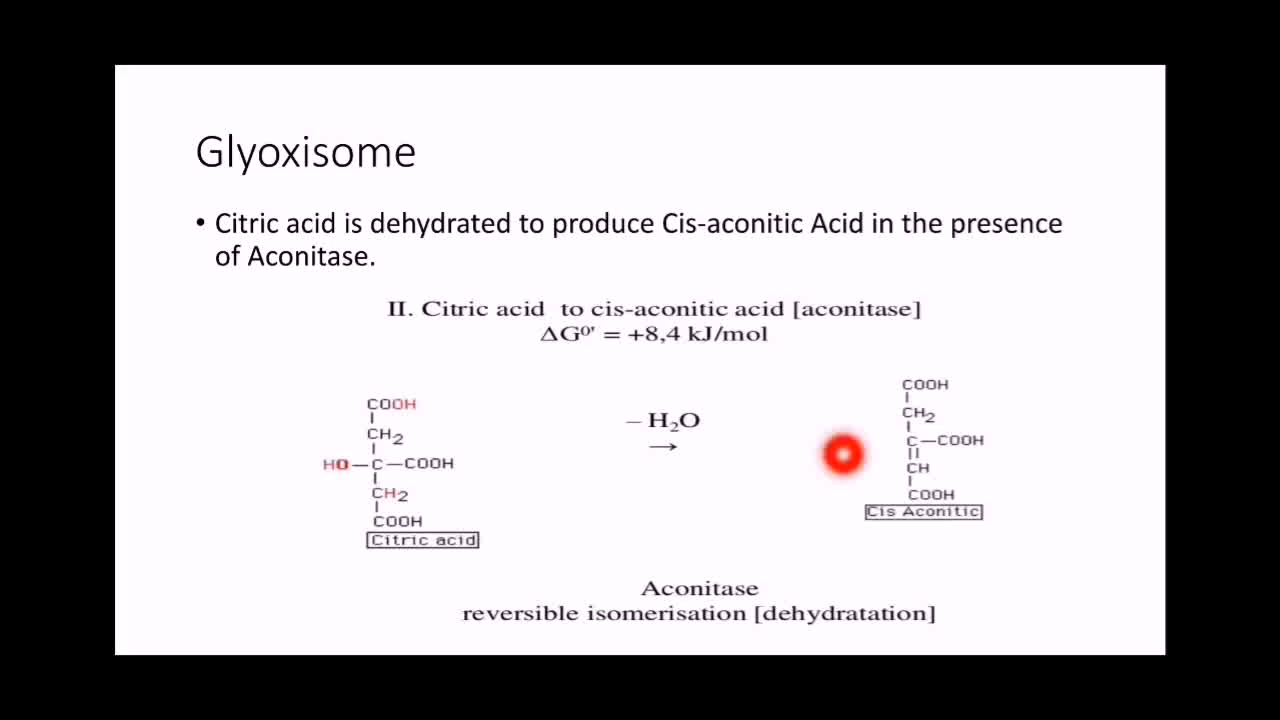 Glyoxisome
• Citric acid is dehydrated to produce Cis-aconitic Acid in the presence
of Aconitase.
II. Citric acid to cis-aconitic acid [aconitase]
ΔG⁰' = +8,4 kJ/mol
COOH
CH2
HO—C—COOH
CH2
COOH
Citric acid
– H₂O
→
COOH
CH2
C—COOH
CH
COOH
Cis Aconitic
Aconitase
reversible isomerisation [dehydratation]